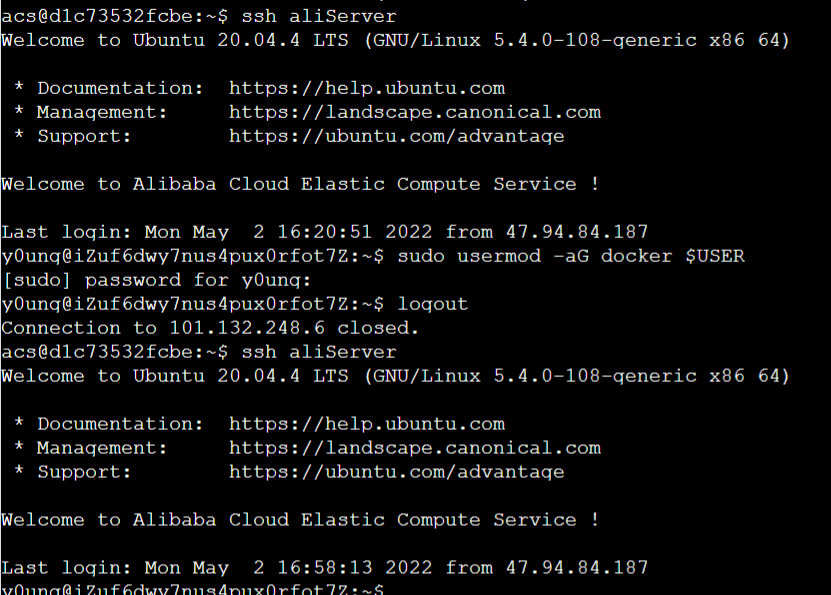 acs@d1c73532fcbe:~$ ssh aliServer
Welcome to Ubuntu 20.04.4 LTS (GNU/Linux 5.4.0-108-generic x86 64)
* Documentation: https://help.ubuntu.com
* Management: https://landscape.canonical.com
* Support: https://ubuntu.com/advantage
Welcome to Alibaba Cloud Elastic Compute Service !
Last login: Mon May 2 16:20:51 2022 from 47.94.84.187
y0ung@iZuf6dwy7nus4pux0rfot7Z:~$ sudo usermod -aG docker $USER
[sudo] password for y0ung:
y0ung@iZuf6dwy7nus4pux0rfot7Z:~$ logout
Connection to 101.132.248.6 closed.
acs@d1c73532fcbe:~$ ssh aliServer
Welcome to Ubuntu 20.04.4 LTS (GNU/Linux 5.4.0-108-generic x86 64)
* Documentation: https://help.ubuntu.com
* Management: https://landscape.canonical.com
* Support: https://ubuntu.com/advantage
Welcome to Alibaba Cloud Elastic Compute Service !
Last login: Mon May 2 16:58:13 2022 from 47.94.84.187
y0ung@iZuf6dwy7nus4pux0rfot7Z:~$